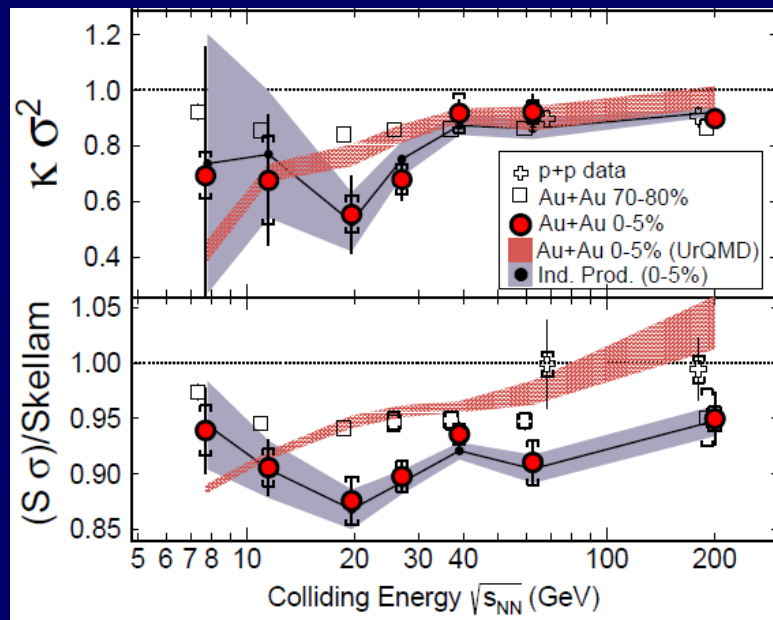 κ σ²
1.2
1.0
0.8
0.6
0.4
p+p data
Au+Au 70-80%
Au+Au 0-5%
Au+Au 0-5% (UrQMD)
Ind. Prod. (0-5%)
(S σ)/Skellam
1.05
1.00
0.95
0.90
0.85
5 6 7 8 10 20 30 40 100 200
Colliding Energy √s_NN (GeV)